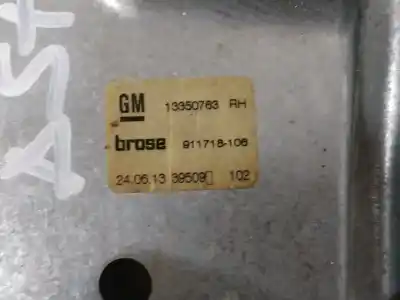 GM 13350763 RH
brose 911718-106
24.06.13 39509 102